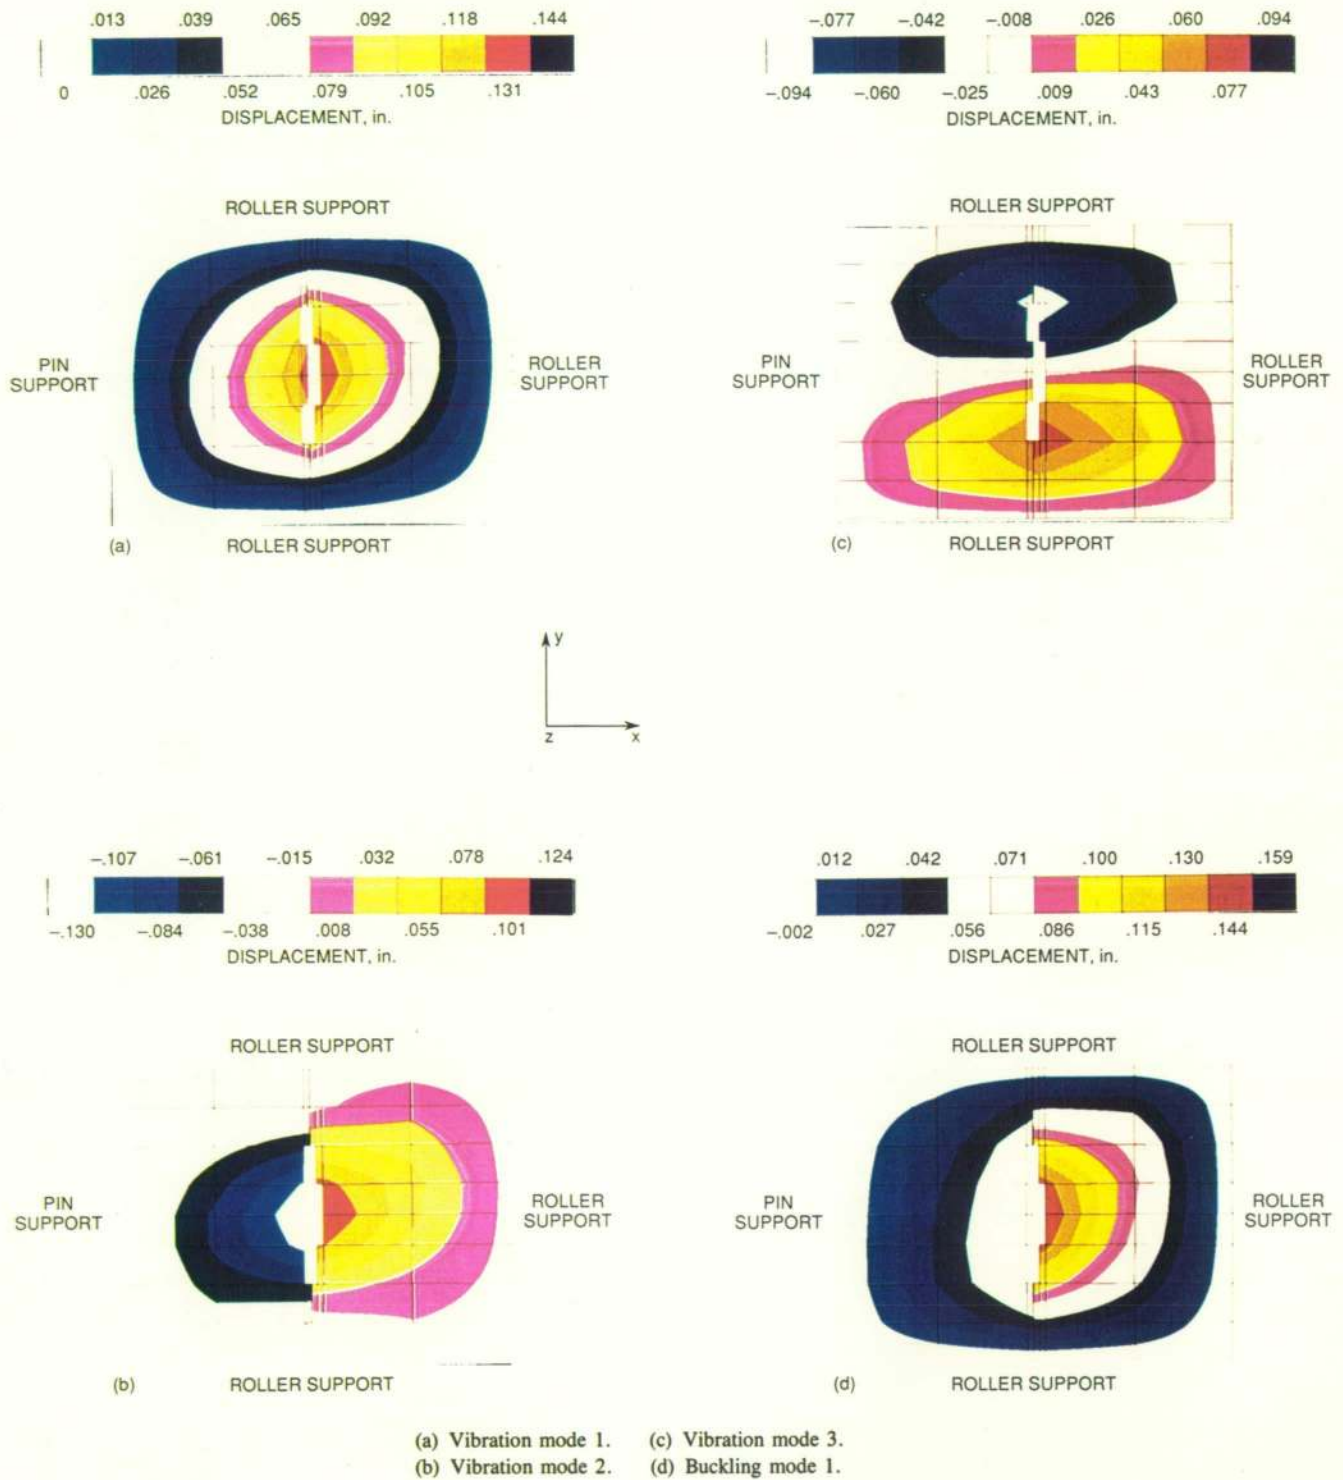 .013 .039 .065 .092 .118 .144
0 .026 .052 .079 .105 .131
DISPLACEMENT, in.
ROLLER SUPPORT
PIN
SUPPORT
ROLLER
SUPPORT
(a) ROLLER SUPPORT
−.077 −.042 −.008 .026 .060 .094
−.094 −.060 −.025 .009 .043 .077
DISPLACEMENT, in.
ROLLER SUPPORT
PIN
SUPPORT
ROLLER
SUPPORT
(c) ROLLER SUPPORT
y
z x
−.107 −.061 −.015 .032 .078 .124
−.130 −.084 −.038 .008 .055 .101
DISPLACEMENT, in.
ROLLER SUPPORT
PIN
SUPPORT
ROLLER
SUPPORT
(b) ROLLER SUPPORT
.012 .042 .071 .100 .130 .159
−.002 .027 .056 .086 .115 .144
DISPLACEMENT, in.
ROLLER SUPPORT
PIN
SUPPORT
ROLLER
SUPPORT
(d) ROLLER SUPPORT
(a) Vibration mode 1. (c) Vibration mode 3.
(b) Vibration mode 2. (d) Buckling mode 1.